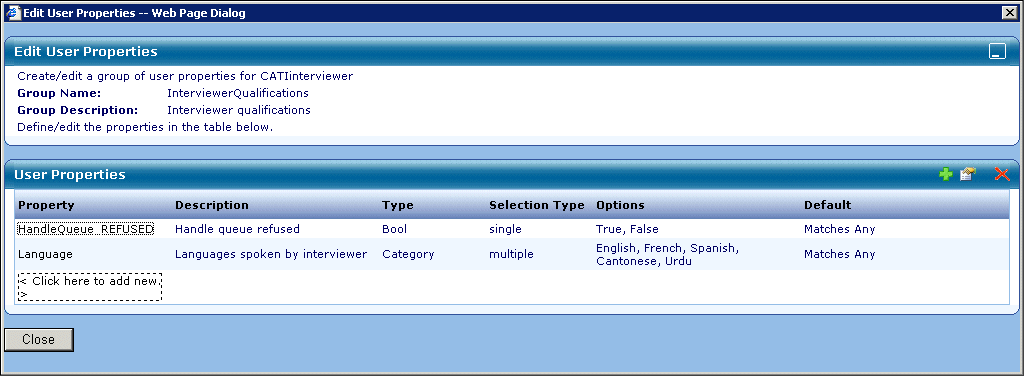 Edit User Properties -- Web Page Dialog
Edit User Properties
Create/edit a group of user properties for CATIinterviewer
Group Name: InterviewerQualifications
Group Description: Interviewer qualifications
Define/edit the properties in the table below.
User Properties
Property Description Type Selection Type Options Default
HandleQueue_REFUSED Handle queue refused Bool single True, False Matches Any
Language Languages spoken by interviewer Category multiple English, French, Spanish, Cantonese, Urdu Matches Any
< Click here to add new.
>
Close